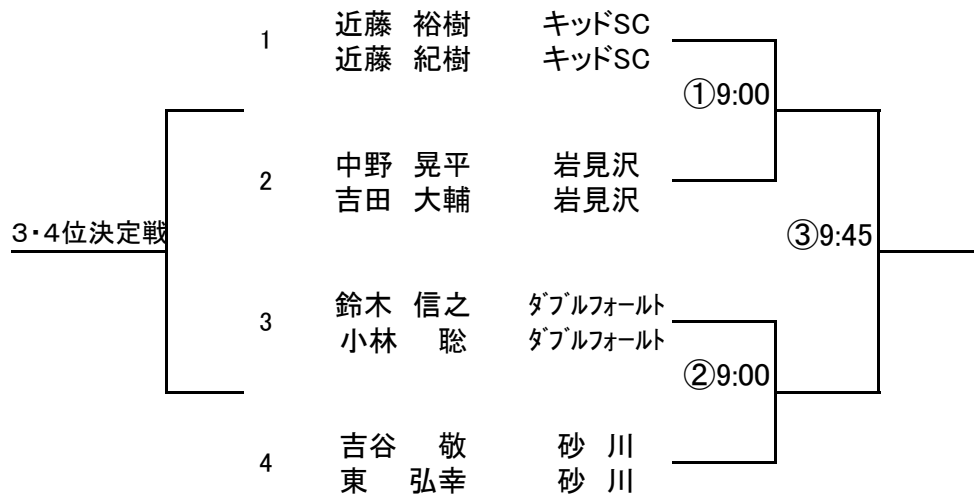 1 近藤 裕樹 キッドSC
近藤 紀樹 キッドSC
①9:00
2 中野 晃平 岩見沢
吉田 大輔 岩見沢
3・4位決定戦
③9:45
3 鈴木 信之 ダブルフォールト
小林 聡 ダブルフォールト
②9:00
4 吉谷 敬 砂 川
東 弘幸 砂 川